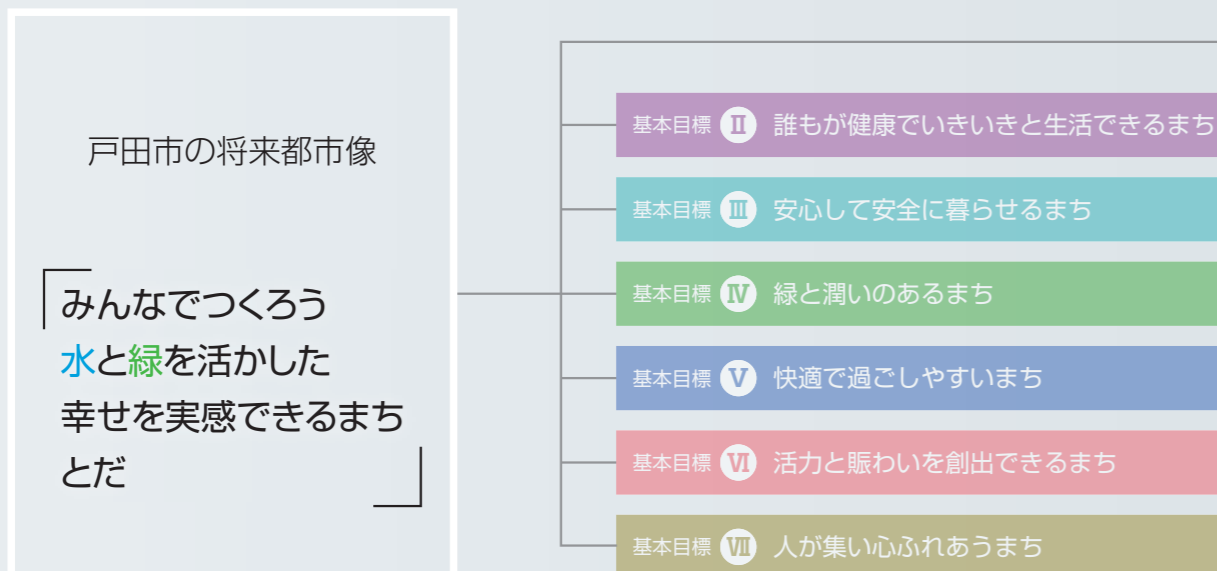 戸田市の将来都市像
「みんなでつくろう
水と緑を活かした
幸せを実感できるまち
とだ」
基本目標 Ⅱ 誰もが健康でいきいきと生活できるまち
基本目標 Ⅲ 安心して安全に暮らせるまち
基本目標 Ⅳ 緑と潤いのあるまち
基本目標 Ⅴ 快適で過ごしやすいまち
基本目標 Ⅵ 活力と賑わいを創出できるまち
基本目標 Ⅶ 人が集い心ふれあうまち